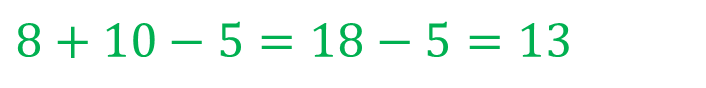 8 + 10 − 5 = 18 − 5 = 13